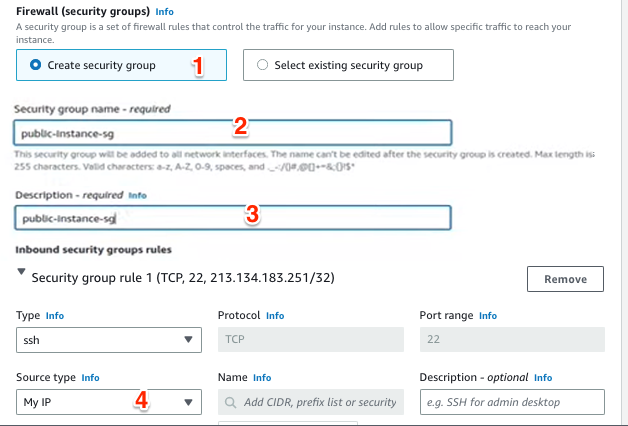 Firewall (security groups) Info
A security group is a set of firewall rules that control the traffic for your instance. Add rules to allow specific traffic to reach your
instance.
Create security group 1 Select existing security group
Security group name - required
public-instance-sg 2
This security group will be added to all network interfaces. The name can't be edited after the security group is created. Max length is
255 characters. Valid characters: a-z, A-Z, 0-9, spaces, and ._-:/()#,@[]+=&;{}!$*
Description - required Info
public-instance-sg 3
Inbound security groups rules
Security group rule 1 (TCP, 22, 213.134.183.251/32) Remove
Type Info Protocol Info Port range Info
ssh TCP 22
Source type Info Name Info Description - optional Info
My IP 4 Add CIDR, prefix list or security e.g. SSH for admin desktop